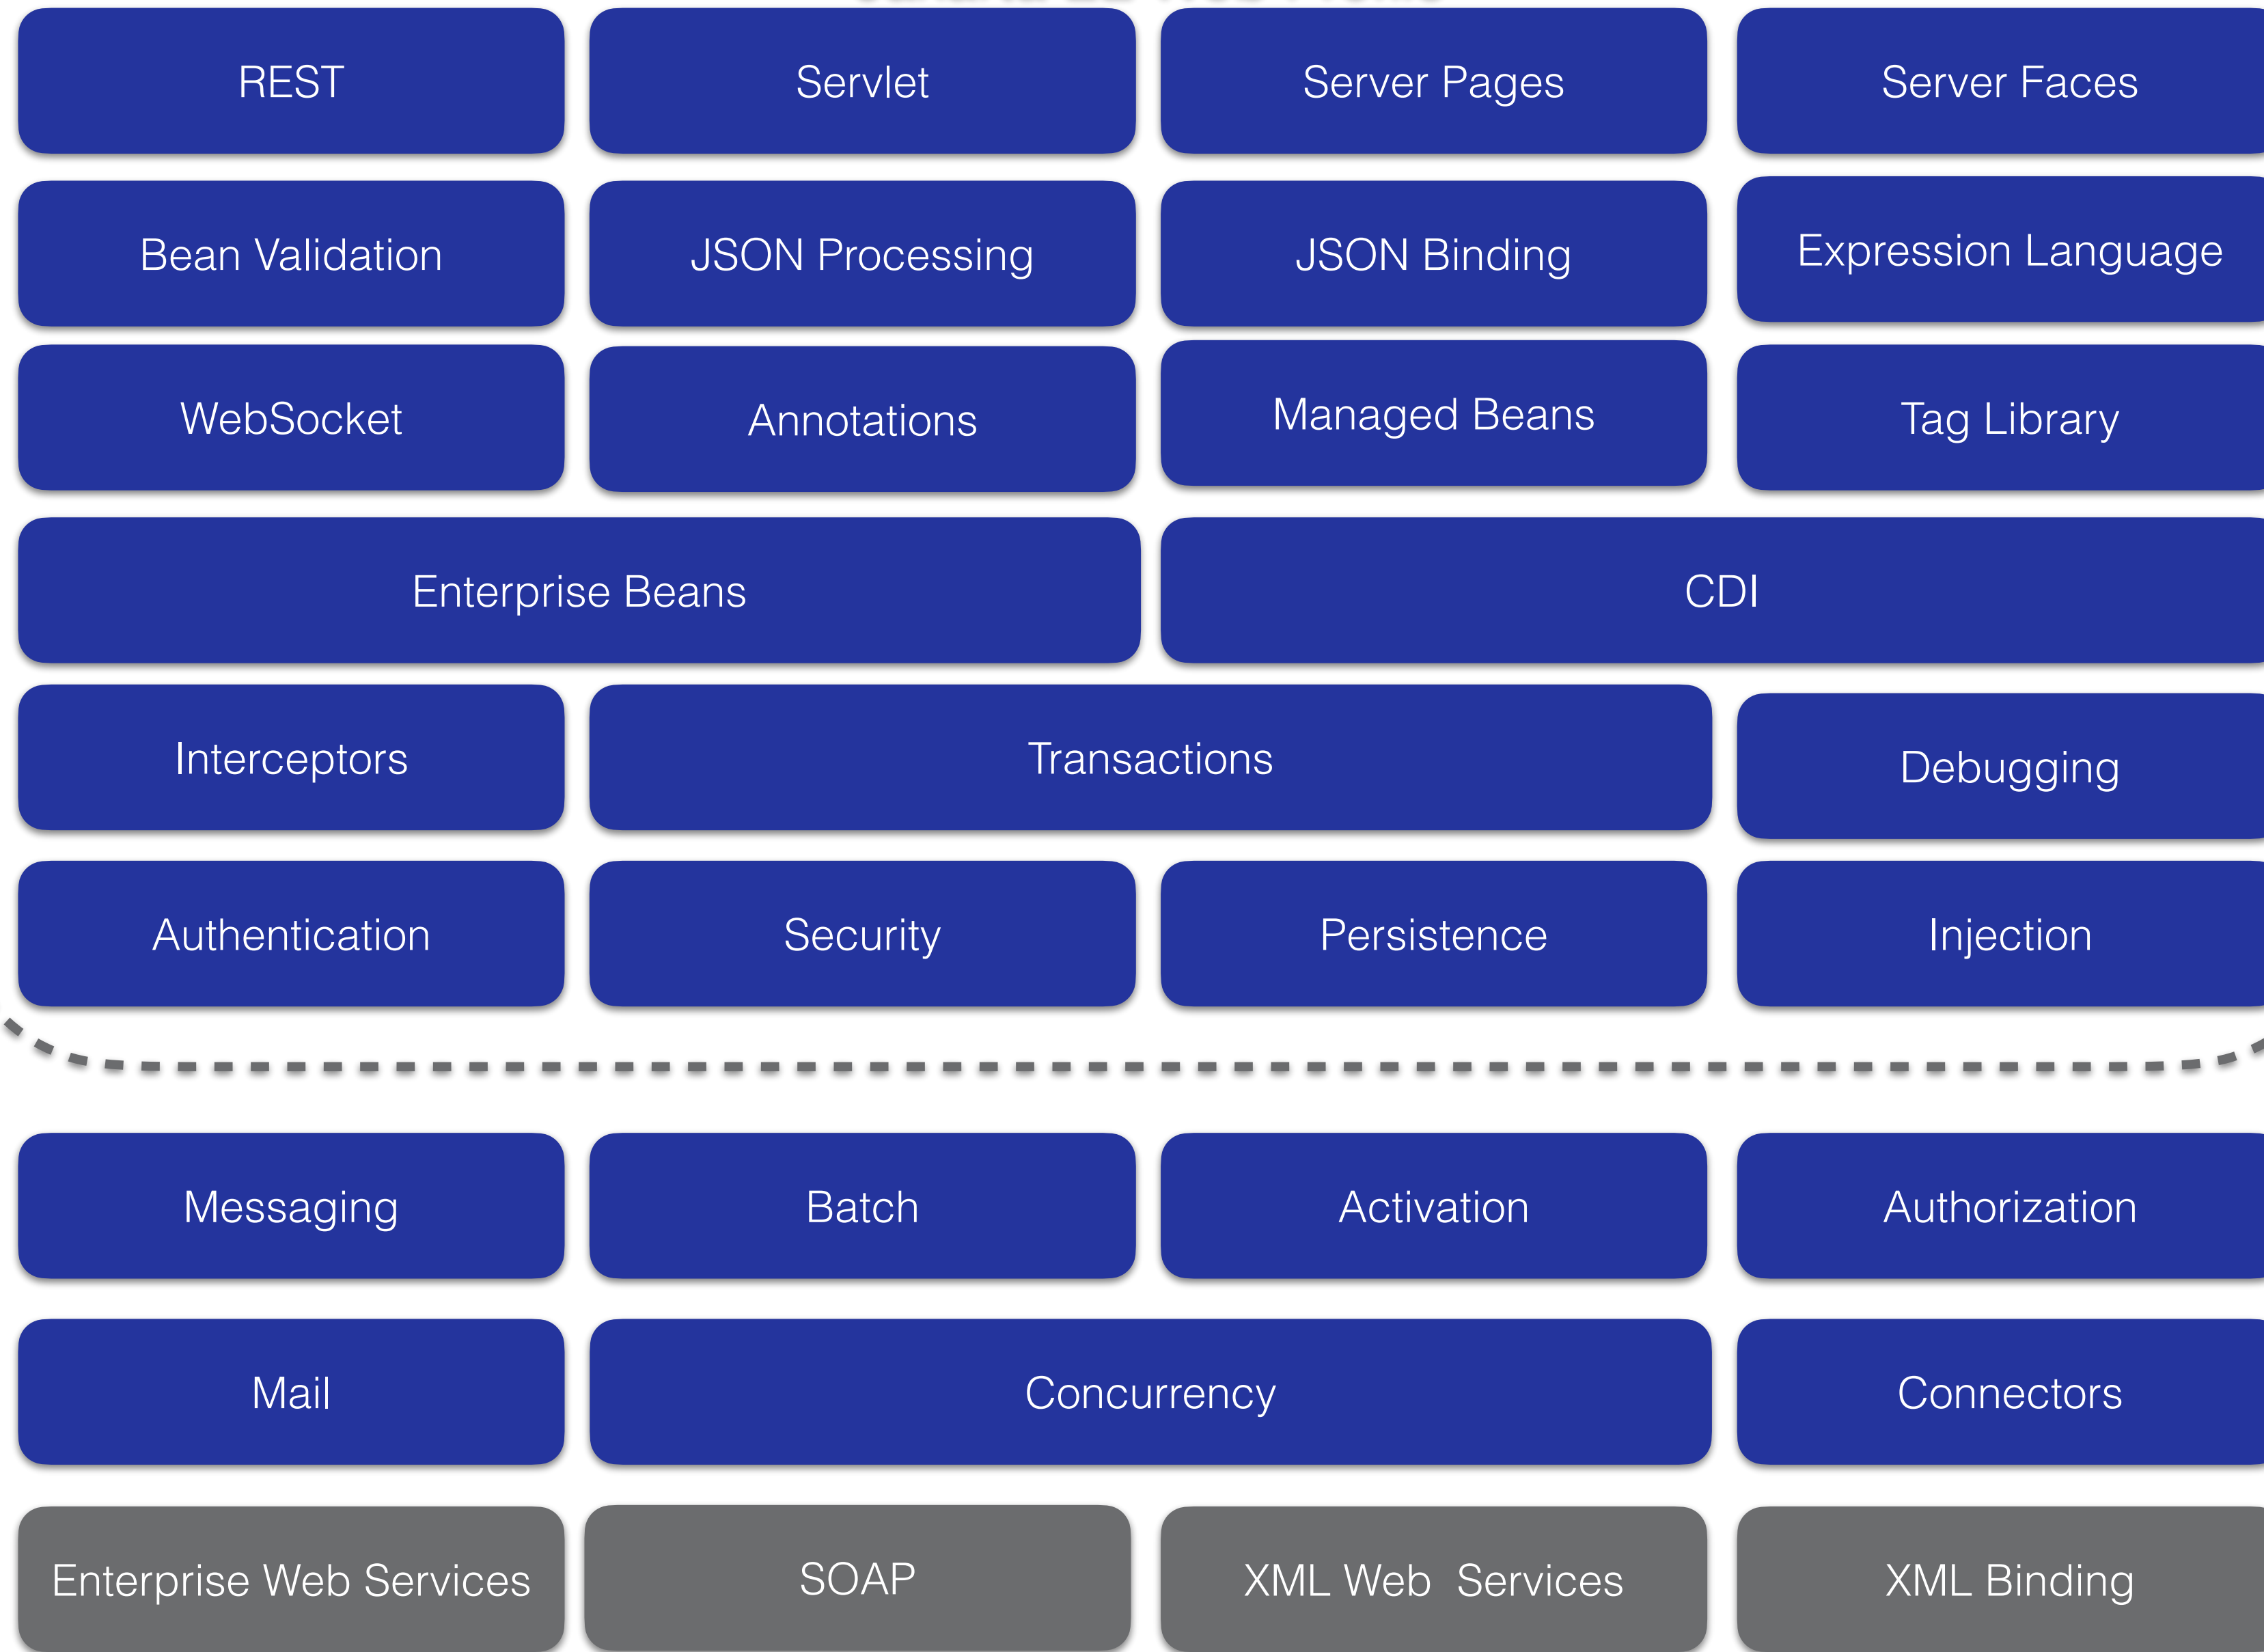 REST
Servlet
Server Pages
Server Faces
Bean Validation
JSON Processing
JSON Binding
Expression Language
WebSocket
Annotations
Managed Beans
Tag Library
Enterprise Beans
CDI
Interceptors
Transactions
Debugging
Authentication
Security
Persistence
Injection
Messaging
Batch
Activation
Authorization
Mail
Concurrency
Connectors
Enterprise Web Services
SOAP
XML Web  Services
XML Binding